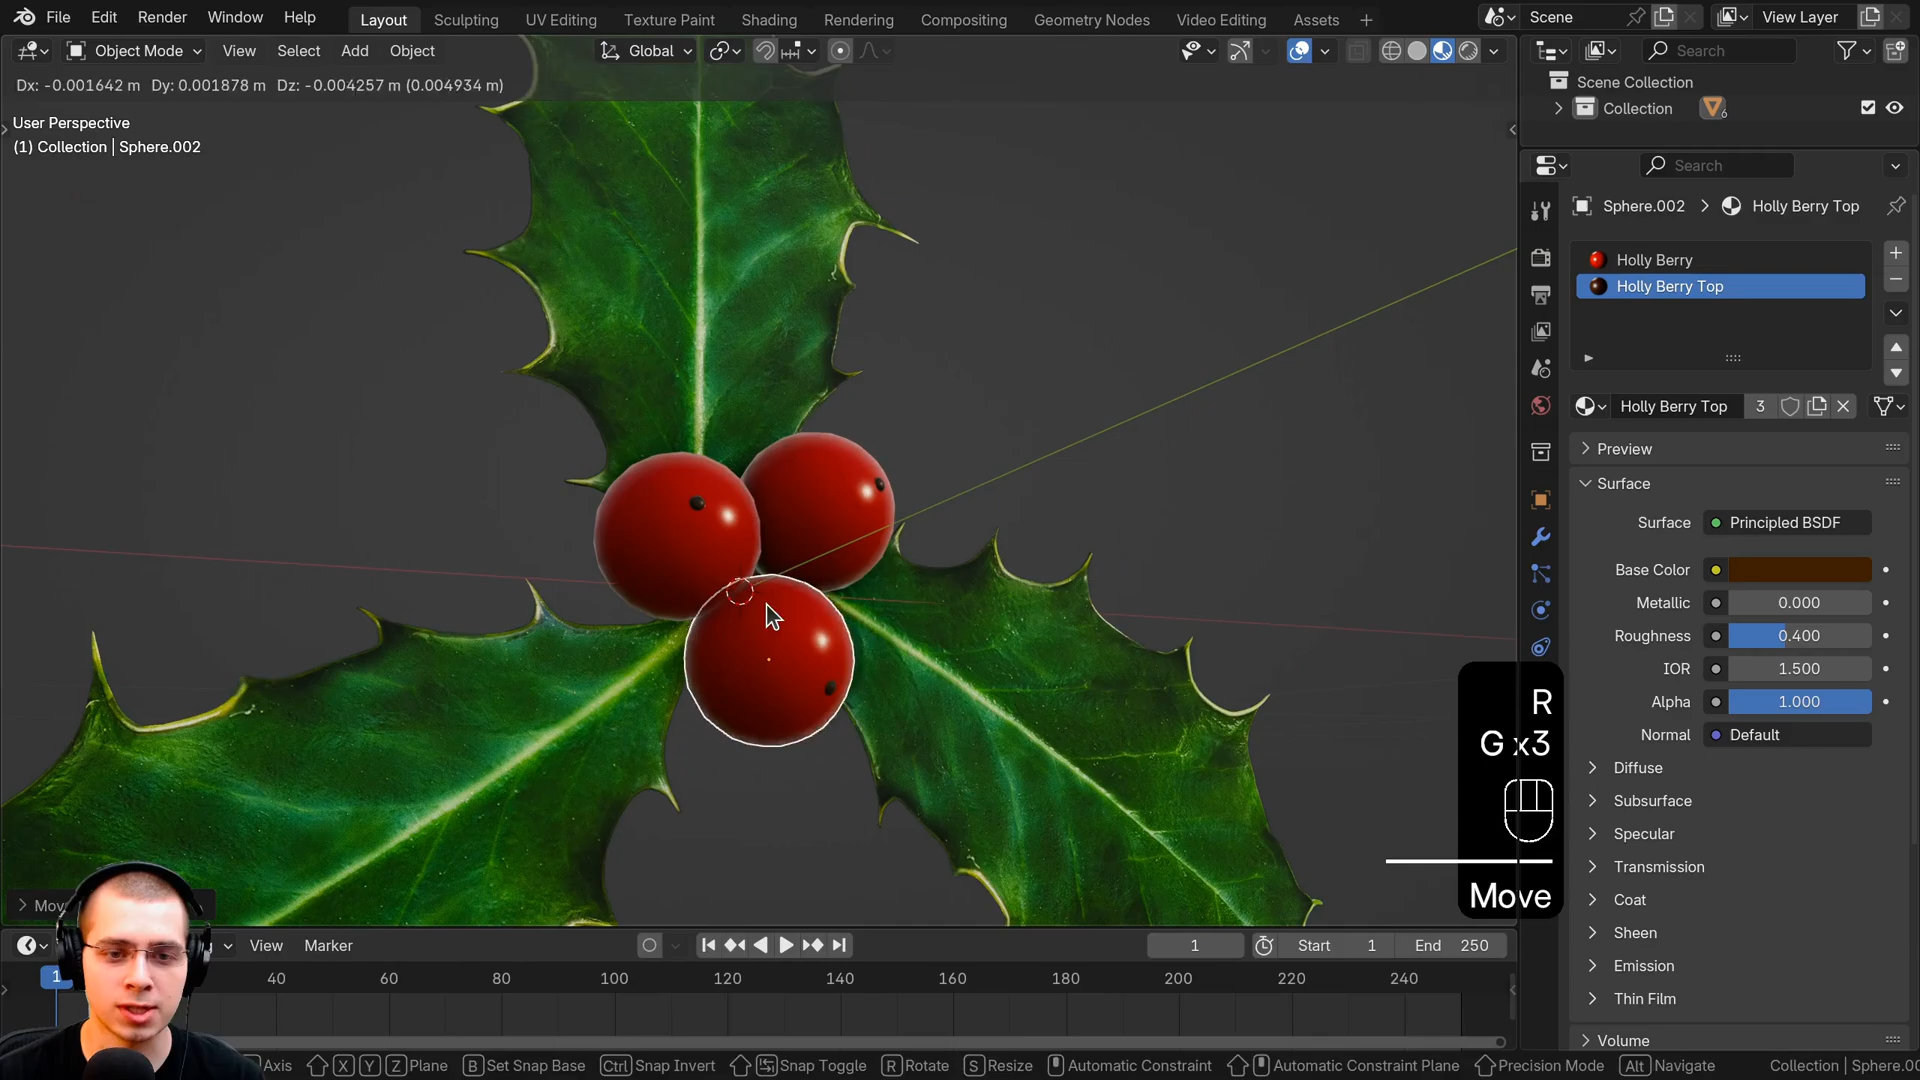 File Edit Render Window Help Layout Sculpting UV Editing Texture Paint Shading Animation Rendering Compositing Geometry Nodes Video Editing Assets + Scene View Layer
Object Mode View Select Add Object Global Search
Dx: -0.001642 m Dy: 0.001878 m Dz: -0.004257 m (0.004934 m)
Scene Collection
Collection 6
User Perspective
(1) Collection | Sphere.002
Search
Sphere.002 > Holly Berry Top
Holly Berry
Holly Berry Top
Holly Berry Top 3
Preview
Surface
Surface Principled BSDF
Base Color
Metallic 0.000
Roughness 0.400
IOR 1.500
Alpha 1.000
Normal Default
Diffuse
Subsurface
Specular
Transmission
Coat
Sheen
Emission
Thin Film
Volume
R
G x3
Move
Mov
View Marker 1 Start 1 End 250
1 40 60 80 100 120 140 160 180 200 220 240
Axis X Y Z Plane B Set Snap Base Ctrl Snap Invert Snap Toggle R Rotate S Resize Automatic Constraint Automatic Constraint Plane Precision Mode Alt Navigate Collection | Sphere.00